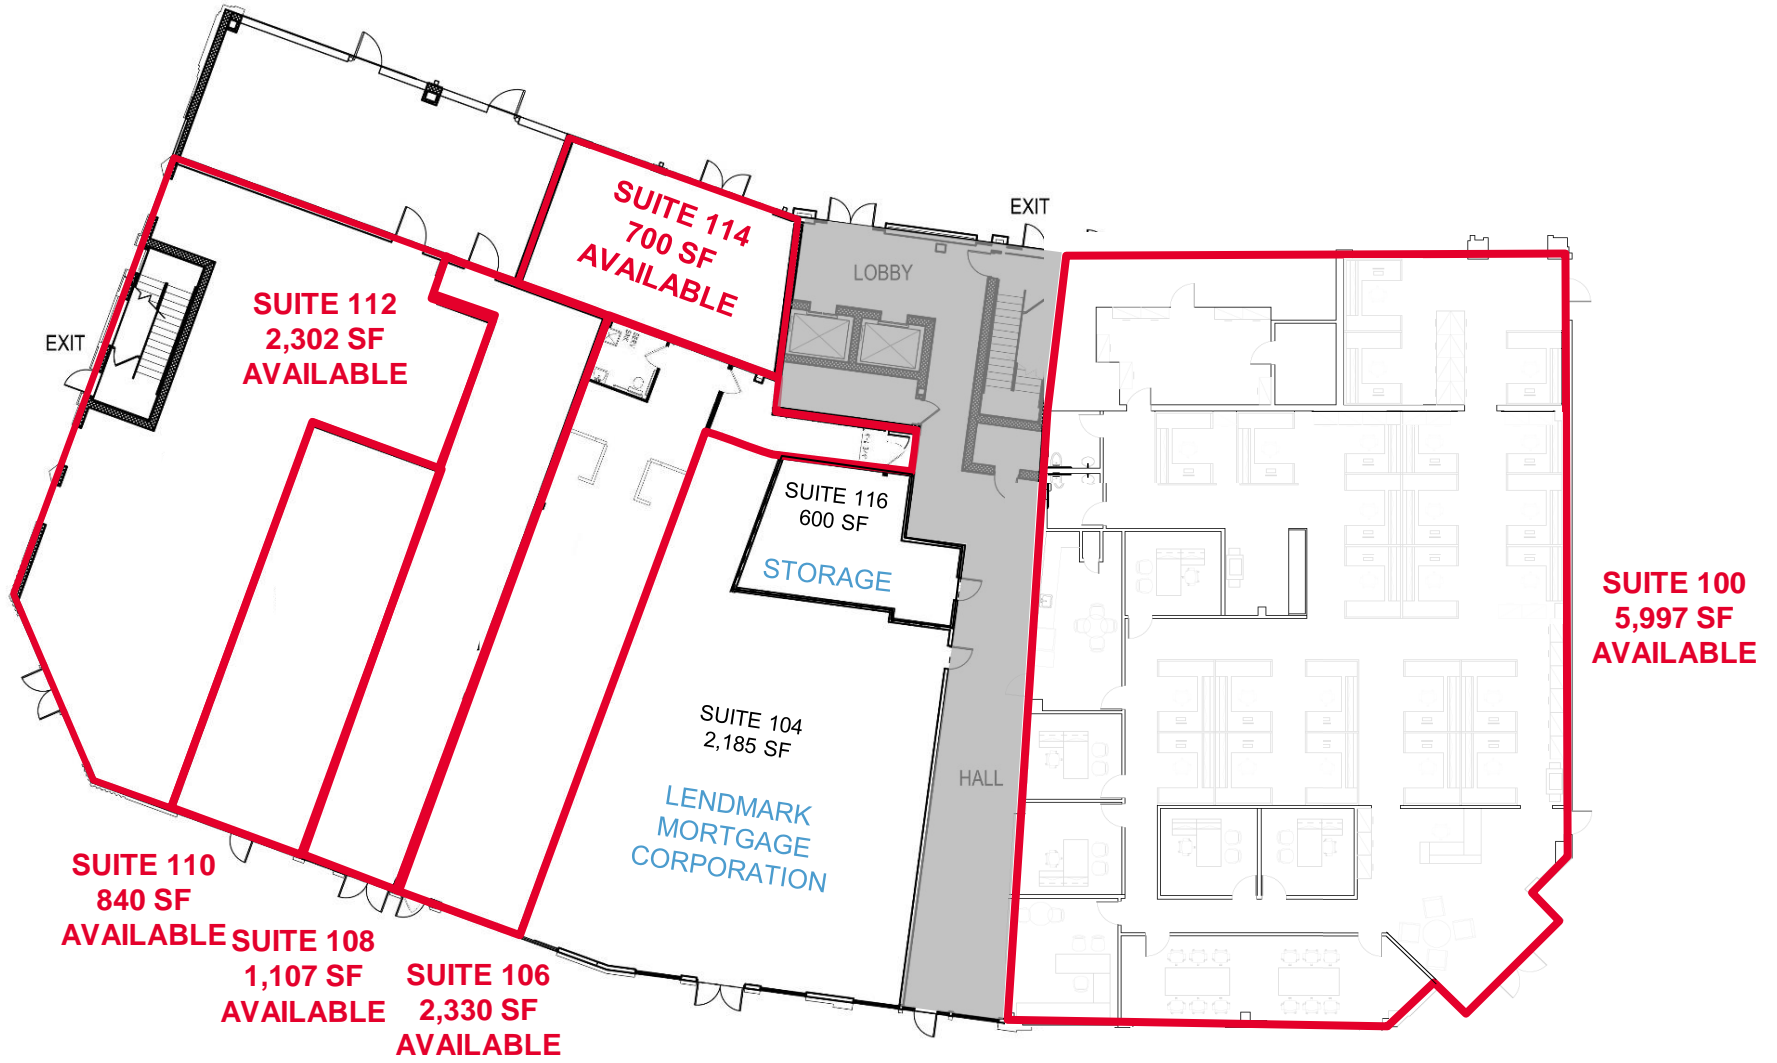 EXIT
SUITE 114
700 SF
AVAILABLE
LOBBY
SUITE 112
2,302 SF
AVAILABLE
EXIT
SUITE 116
600 SF
STORAGE
SUITE 100
5,997 SF
AVAILABLE
SUITE 104
2,185 SF
LENDMARK
MORTGAGE
CORPORATION
HALL
SUITE 110
840 SF
AVAILABLE
SUITE 108
1,107 SF
AVAILABLE
SUITE 106
2,330 SF
AVAILABLE